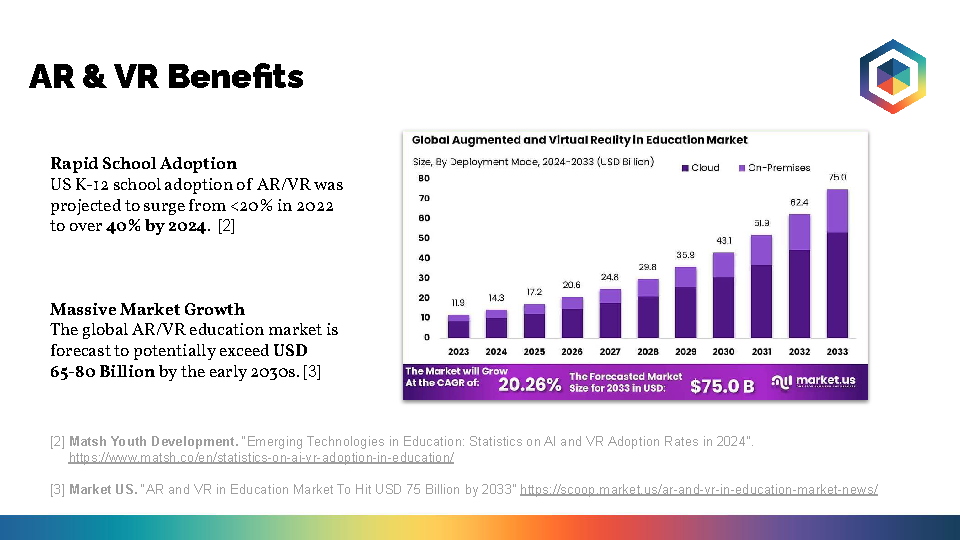 AR & VR Benefits
Rapid School Adoption
US K-12 school adoption of AR/VR was
projected to surge from <20% in 2022
to over 40% by 2024. [2]
Massive Market Growth
The global AR/VR education market is
forecast to potentially exceed USD
65-80 Billion by the early 2030s. [3]
Global Augmented and Virtual Reality in Education Market
Size, By Deployment Mode, 2024-2033 (USD Billion)
Cloud On-Premises
80
70
60
50
40
30
20
10
0
11.9 14.3 17.2 20.6 24.8 29.8 35.9 43.1 51.9 62.4 75.0
2023 2024 2025 2026 2027 2028 2029 2030 2031 2032 2033
The Market will Grow
At the CAGR of: 20.26%
The Forecasted Market
Size for 2033 in USD: $75.0 B
market.us
[2] Matsh Youth Development. "Emerging Technologies in Education: Statistics on AI and VR Adoption Rates in 2024".
https://www.matsh.co/en/statistics-on-ai-vr-adoption-in-education/
[3] Market US. "AR and VR in Education Market To Hit USD 75 Billion by 2033" https://scoop.market.us/ar-and-vr-in-education-market-news/